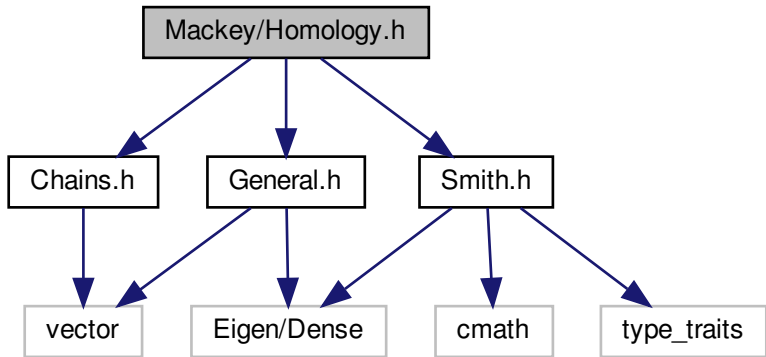 Mackey/Homology.h
Chains.h
General.h
Smith.h
vector
Eigen/Dense
cmath
type_traits